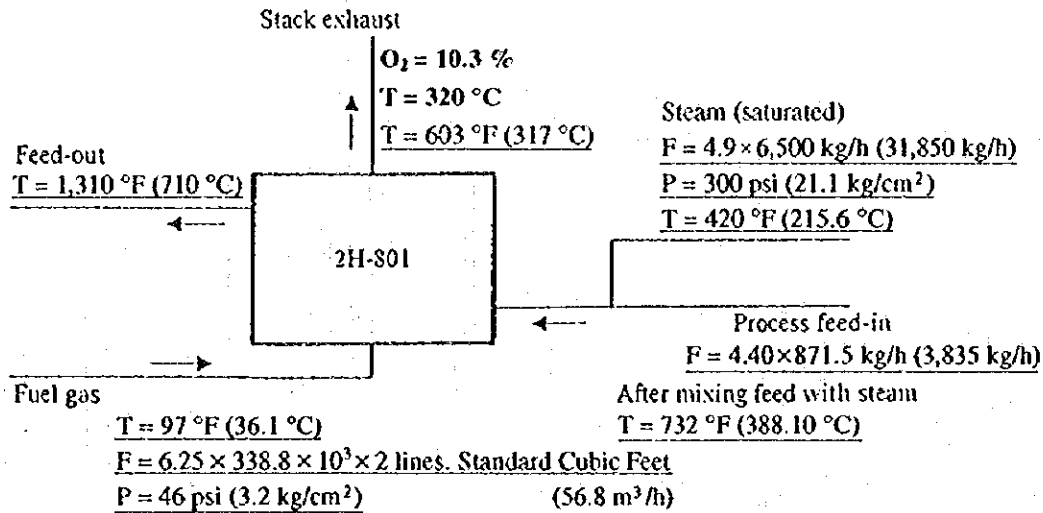 Stack exhaust
O₂ = 10.3 %
T = 320 °C
T = 603 °F (317 °C)
Steam (saturated)
F = 4.9 × 6,500 kg/h (31,850 kg/h)
P = 300 psi (21.1 kg/cm²)
T = 420 °F (215.6 °C)
Feed-out
T = 1,310 °F (710 °C)
2H-801
Process feed-in
F = 4.40×871.5 kg/h (3,835 kg/h)
Fuel gas
After mixing feed with steam
T = 732 °F (388.10 °C)
T = 97 °F (36.1 °C)
F = 6.25 × 338.8 × 10³ × 2 lines. Standard Cubic Feet
P = 46 psi (3.2 kg/cm²) (56.8 m³/h)